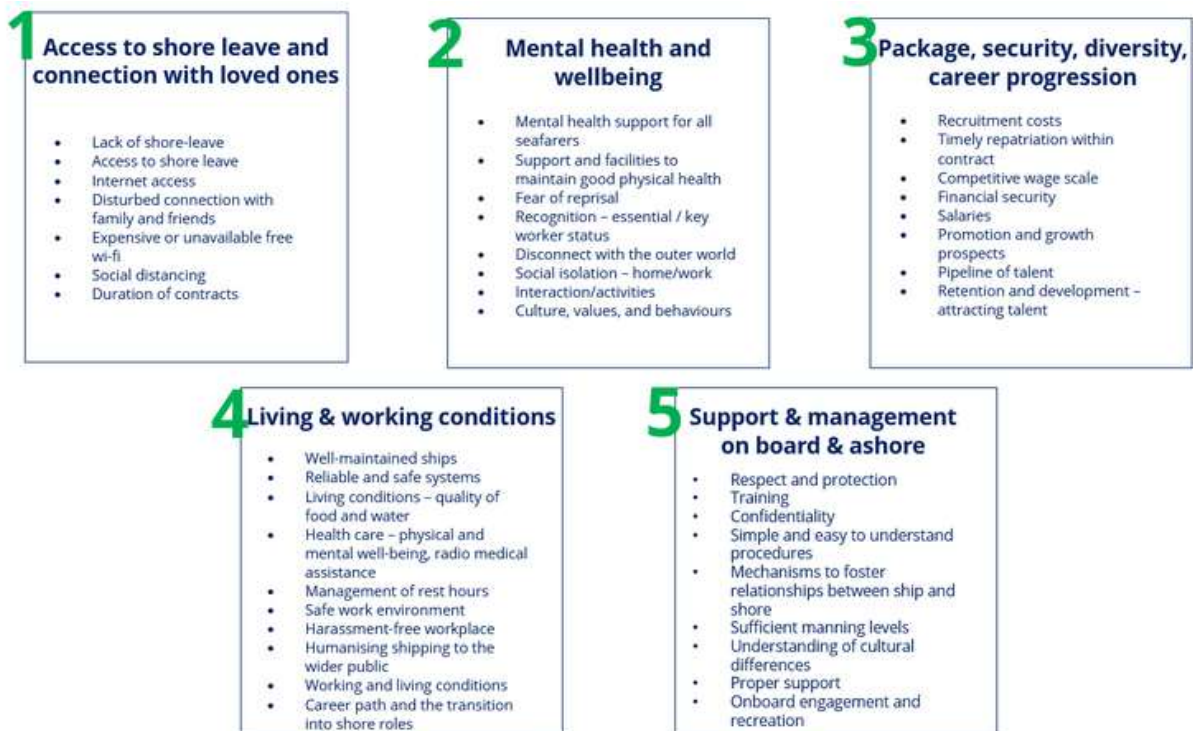 1
Access to shore leave and
connection with loved ones
• Lack of shore-leave
• Access to shore leave
• Internet access
• Disturbed connection with
family and friends
• Expensive or unavailable free
wi-fi
• Social distancing
• Duration of contracts
2
Mental health and
wellbeing
• Mental health support for all
seafarers
• Support and facilities to
maintain good physical health
• Fear of reprisal
• Recognition – essential / key
worker status
• Disconnect with the outer world
• Social isolation – home/work
• Interaction/activities
• Culture, values, and behaviours
3
Package, security, diversity,
career progression
• Recruitment costs
• Timely repatriation within
contract
• Competitive wage scale
• Financial security
• Salaries
• Promotion and growth
prospects
• Pipeline of talent
• Retention and development –
attracting talent
4
Living & working conditions
• Well-maintained ships
• Reliable and safe systems
• Living conditions – quality of
food and water
• Health care – physical and
mental well-being, radio medical
assistance
• Management of rest hours
• Safe work environment
• Harassment-free workplace
• Humanising shipping to the
wider public
• Working and living conditions
• Career path and the transition
into shore roles
5
Support & management
on board & ashore
• Respect and protection
• Training
• Confidentiality
• Simple and easy to understand
procedures
• Mechanisms to foster
relationships between ship and
shore
• Sufficient manning levels
• Understanding of cultural
differences
• Proper support
• Onboard engagement and
recreation